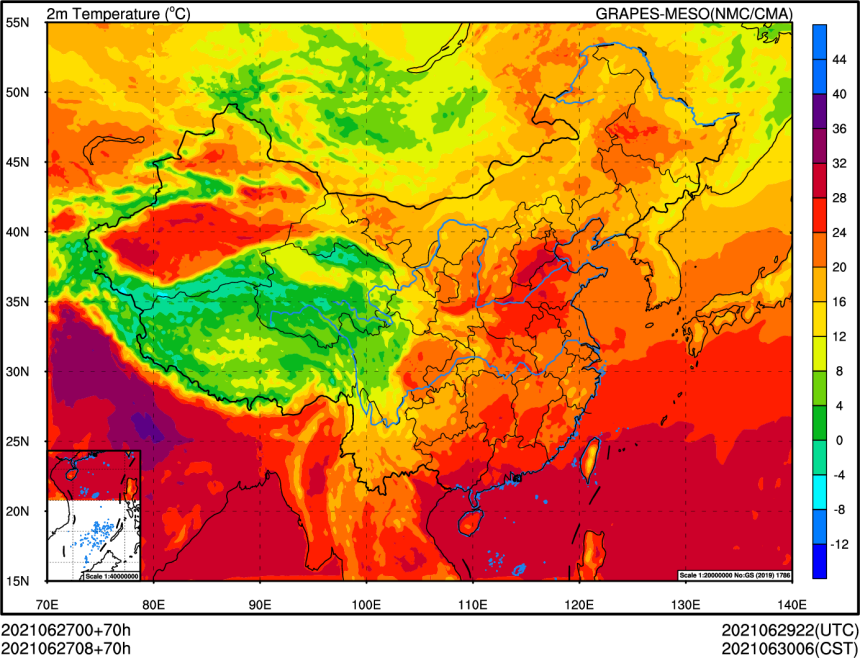 2m Temperature (°C) GRAPES-MESO(NMC/CMA)
55N
50N
45N
40N
35N
30N
25N
20N
15N
44
40
36
32
28
24
20
16
12
8
4
0
-4
-8
-12
Scale 1:40000000
Scale 1:20000000 No:GS (2019) 1786
70E 80E 90E 100E 110E 120E 130E 140E
2021062700+70h 2021062922(UTC)
2021062708+70h 2021063006(CST)